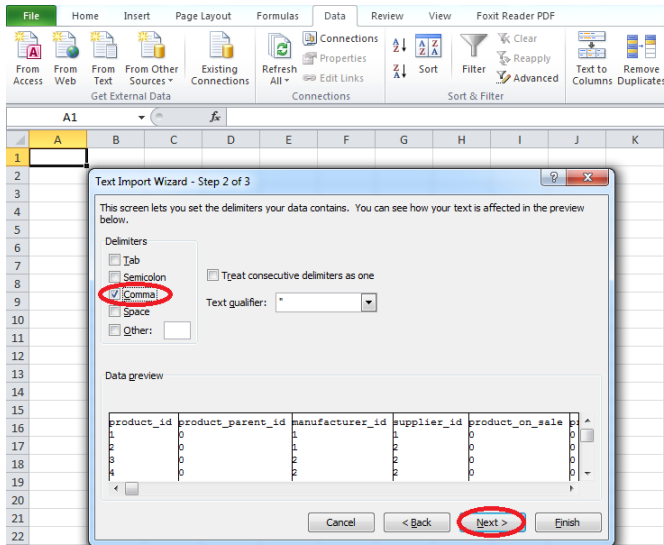 File Home Insert Page Layout Formulas Data Review View Foxit Reader PDF
From Access
From Web
From Text
From Other Sources
Existing Connections
Refresh All
Connections
Properties
Edit Links
Sort
Filter
Clear
Reapply
Advanced
Text to Columns
Remove Duplicates
Get External Data Connections Sort & Filter
A1 fx
A B C D E F G H I J K
1
2
Text Import Wizard - Step 2 of 3
3
This screen lets you set the delimiters your data contains. You can see how your text is affected in the preview
4
below.
5
Delimiters
6
Tab
7
Treat consecutive delimiters as one
Semicolon
8
Comma
9
Text qualifier: "
Space
10
Other:
11
12
Data preview
13
14
15
product_id product_parent_id manufacturer_id supplier_id product_on_sale
16
1 0 1 1 0
17
2 0 1 2 0
18
3 0 2 2 0
4 0 2 2 0
19
20
Cancel < Back Next > Finish
21
22